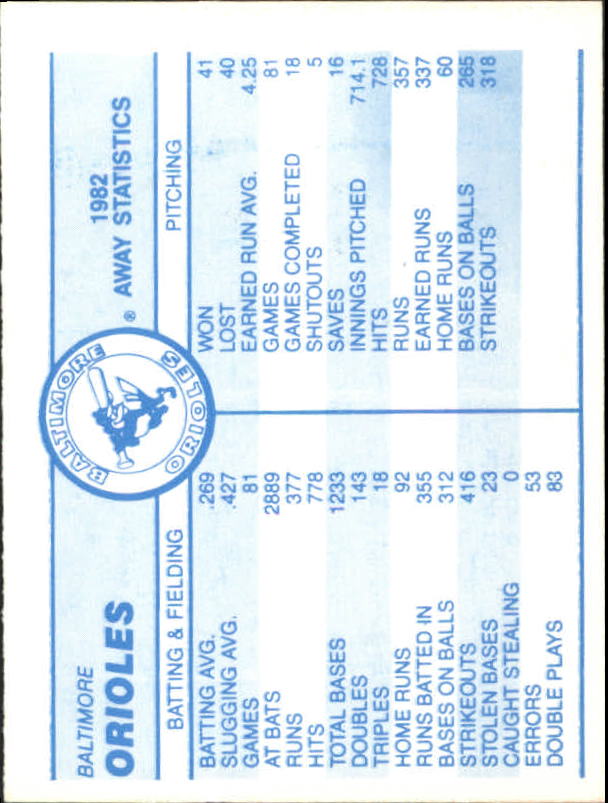 BALTIMORE
ORIOLES
BALTIMORE ORIOLES
®
1982
AWAY STATISTICS
BATTING & FIELDING
BATTING AVG. .269
SLUGGING AVG. .427
GAMES 81
AT BATS 2889
RUNS 377
HITS 778
TOTAL BASES 1233
DOUBLES 143
TRIPLES 18
HOME RUNS 92
RUNS BATTED IN 355
BASES ON BALLS 312
STRIKEOUTS 416
STOLEN BASES 23
CAUGHT STEALING 0
ERRORS 53
DOUBLE PLAYS 83
PITCHING
WON 41
LOST 40
EARNED RUN AVG. 4.25
GAMES 81
GAMES COMPLETED 18
SHUTOUTS 5
SAVES 16
INNINGS PITCHED 714.1
HITS 728
RUNS 357
EARNED RUNS 337
HOME RUNS 60
BASES ON BALLS 265
STRIKEOUTS 318